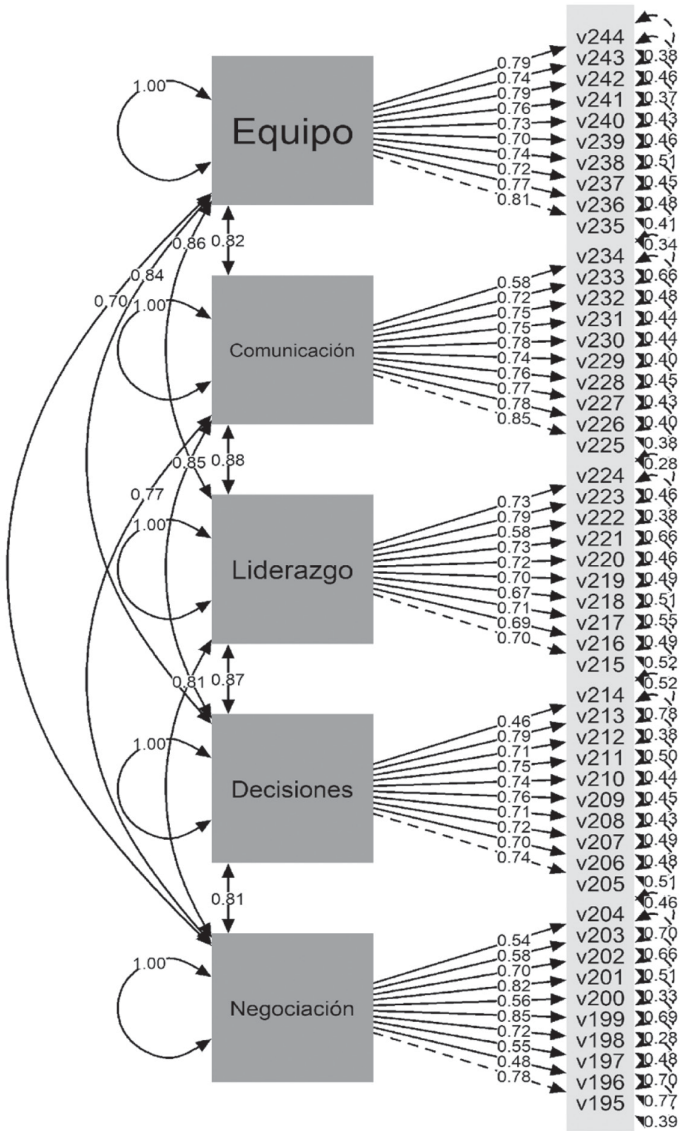 v244
0.38
0.79
v243
0.46
0.74
v242
0.37
0.79
1.00
v241
0.43
0.76
Equipo
v240
0.46
0.73
v239
0.51
0.70
v238
0.45
0.74
v237
0.48
0.72
v236
0.41
0.77
v235
0.34
0.81
0.86
0.82
0.84
0.70
v234
0.66
0.58
v233
0.48
0.72
v232
0.44
0.75
1.00
v231
0.44
0.75
Comunicación
v230
0.40
0.78
v229
0.45
0.74
v228
0.43
0.76
v227
0.40
0.77
v226
0.38
0.78
v225
0.28
0.85
0.85
0.88
0.77
v224
0.46
0.73
v223
0.38
0.79
v222
0.66
0.58
1.00
v221
0.46
0.73
Liderazgo
v220
0.49
0.72
v219
0.51
0.70
v218
0.55
0.67
v217
0.49
0.71
v216
0.52
0.69
v215
0.52
0.70
0.81
0.87
v214
0.78
0.46
v213
0.38
0.79
v212
0.50
0.71
1.00
v211
0.44
0.75
Decisiones
v210
0.45
0.74
v209
0.43
0.76
v208
0.49
0.71
v207
0.48
0.72
v206
0.51
0.70
v205
0.46
0.74
0.81
v204
0.70
0.54
v203
0.66
0.58
v202
0.51
0.70
1.00
v201
0.33
0.82
Negociación
v200
0.69
0.56
v199
0.28
0.85
v198
0.48
0.72
v197
0.70
0.55
v196
0.77
0.48
v195
0.39
0.78